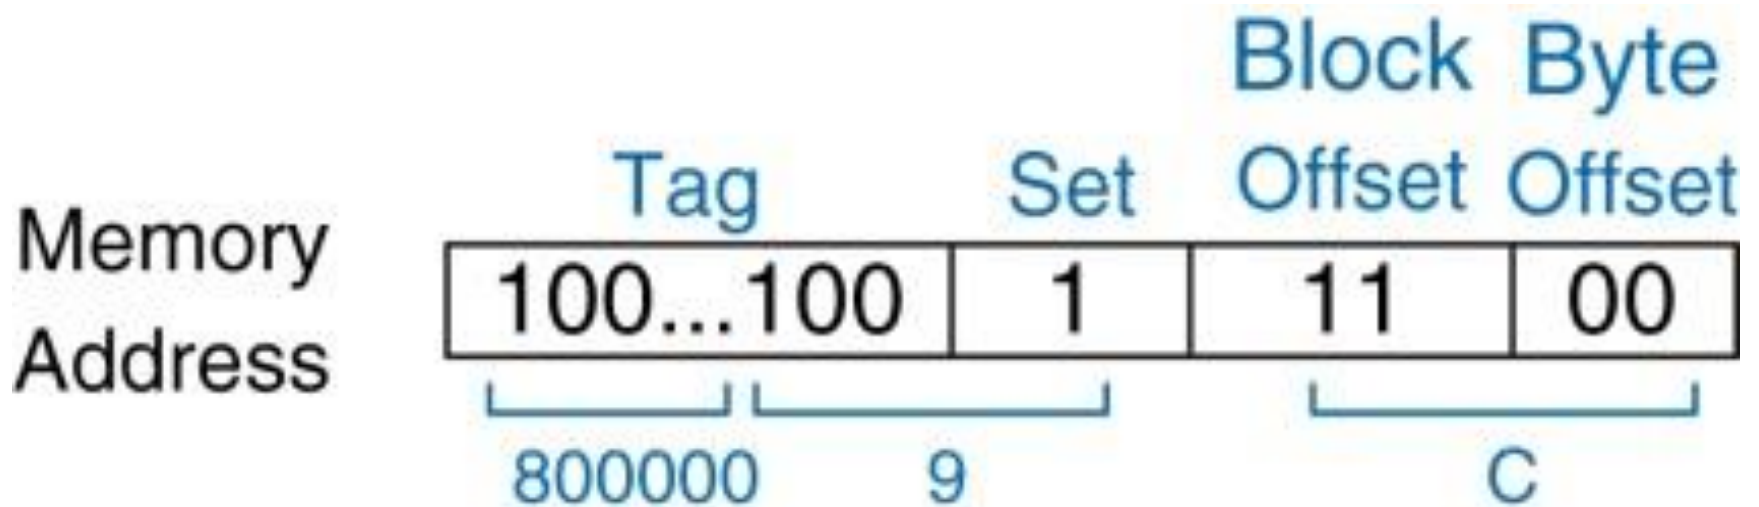 Block Byte
Tag Set Offset Offset
Memory
Address
100...100 1 11 00
800000 9 C